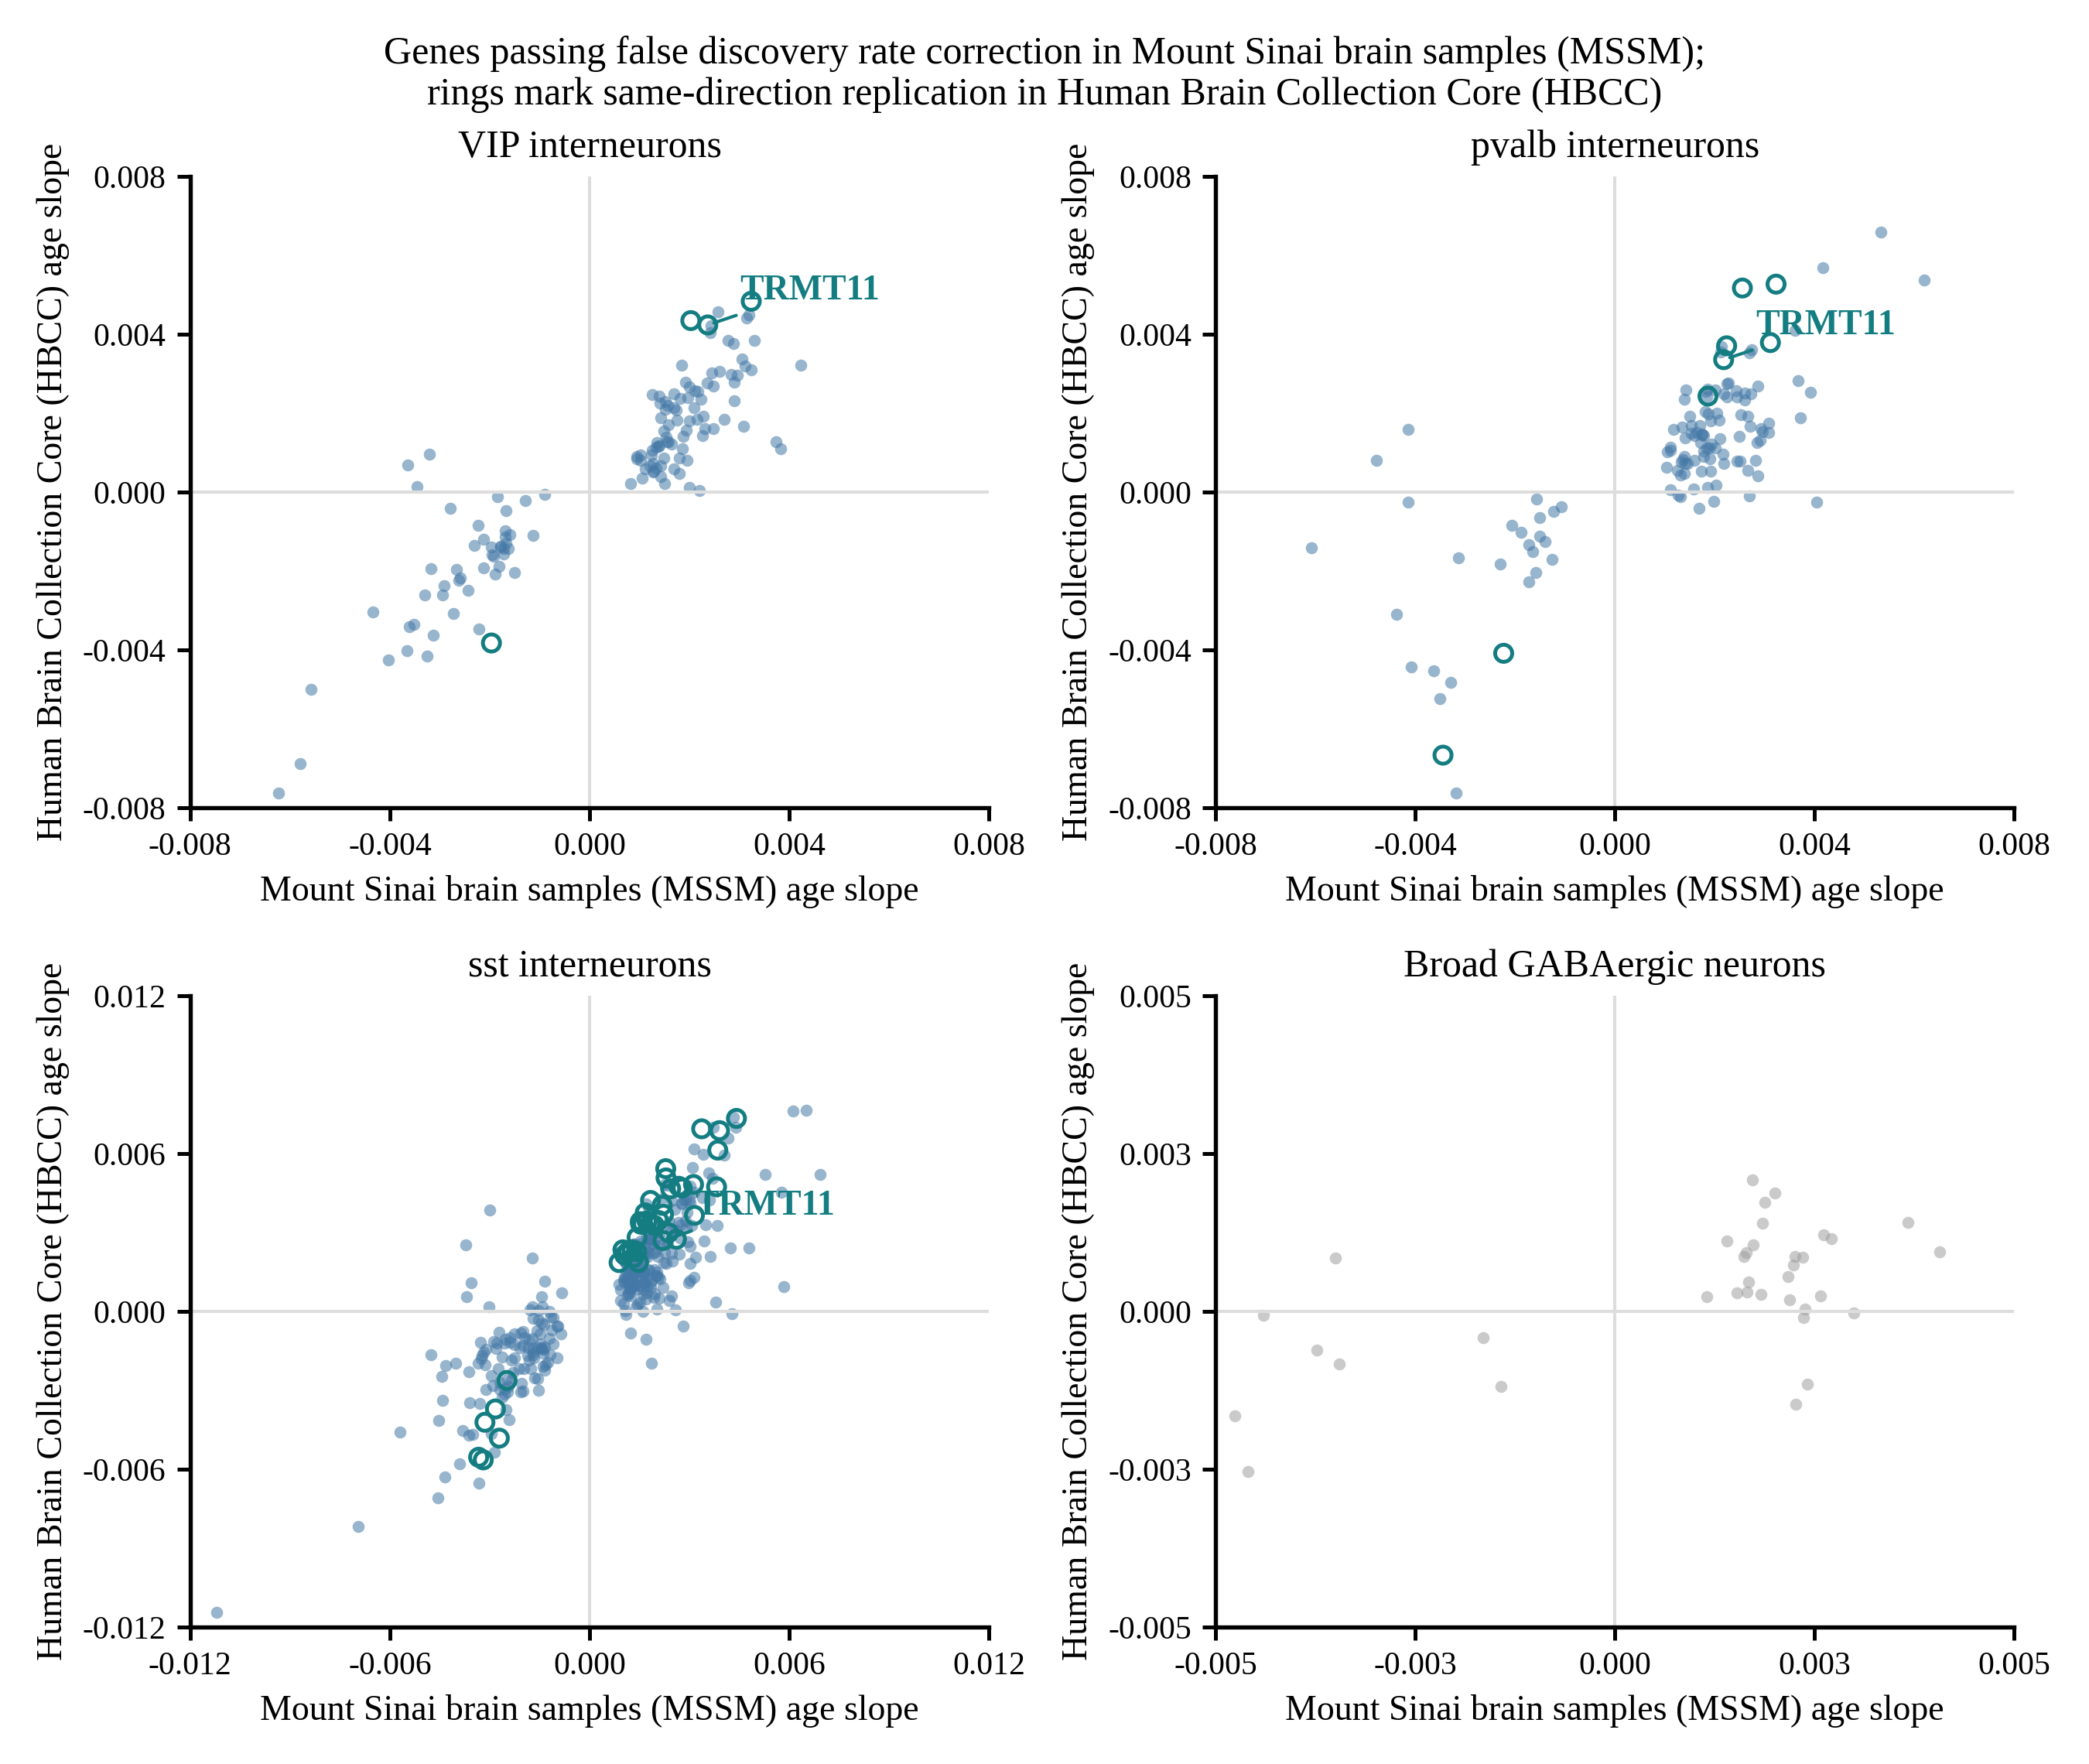 Genes passing false discovery rate correction in Mount Sinai brain samples (MSSM);
rings mark same-direction replication in Human Brain Collection Core (HBCC)
VIP interneurons
Human Brain Collection Core (HBCC) age slope
0.008
0.004
0.000
-0.004
-0.008
TRMT11
-0.008
-0.004
0.000
0.004
0.008
Mount Sinai brain samples (MSSM) age slope
pvalb interneurons
Human Brain Collection Core (HBCC) age slope
0.008
0.004
0.000
-0.004
-0.008
TRMT11
-0.008
-0.004
0.000
0.004
0.008
Mount Sinai brain samples (MSSM) age slope
sst interneurons
Human Brain Collection Core (HBCC) age slope
0.012
0.006
0.000
-0.006
-0.012
TRMT11
-0.012
-0.006
0.000
0.006
0.012
Mount Sinai brain samples (MSSM) age slope
Broad GABAergic neurons
Human Brain Collection Core (HBCC) age slope
0.005
0.003
0.000
-0.003
-0.005
-0.005
-0.003
0.000
0.003
0.005
Mount Sinai brain samples (MSSM) age slope